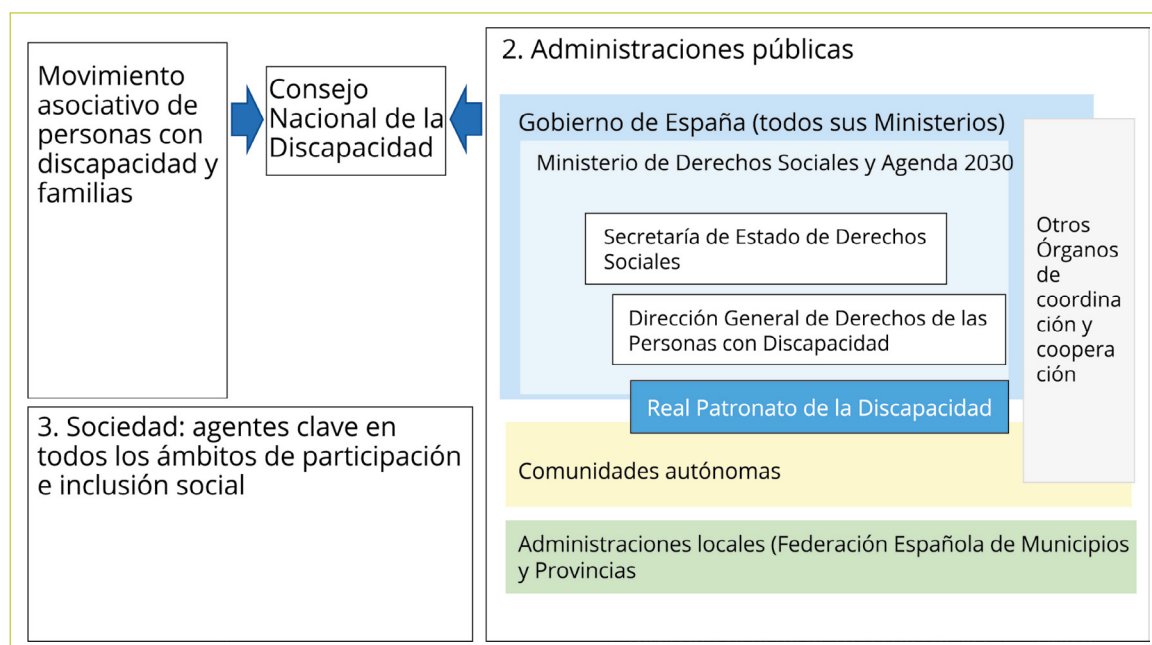 Movimiento
asociativo de
personas con
discapacidad y
familias
Consejo
Nacional de la
Discapacidad
2. Administraciones públicas
Gobierno de España (todos sus Ministerios)
Ministerio de Derechos Sociales y Agenda 2030
Secretaría de Estado de Derechos
Sociales
Dirección General de Derechos de las
Personas con Discapacidad
Real Patronato de la Discapacidad
Otros
Órganos
de
coordina
ción y
coopera
ción
Comunidades autónomas
Administraciones locales (Federación Española de Municipios
y Provincias
3. Sociedad: agentes clave en
todos los ámbitos de participación
e inclusión social